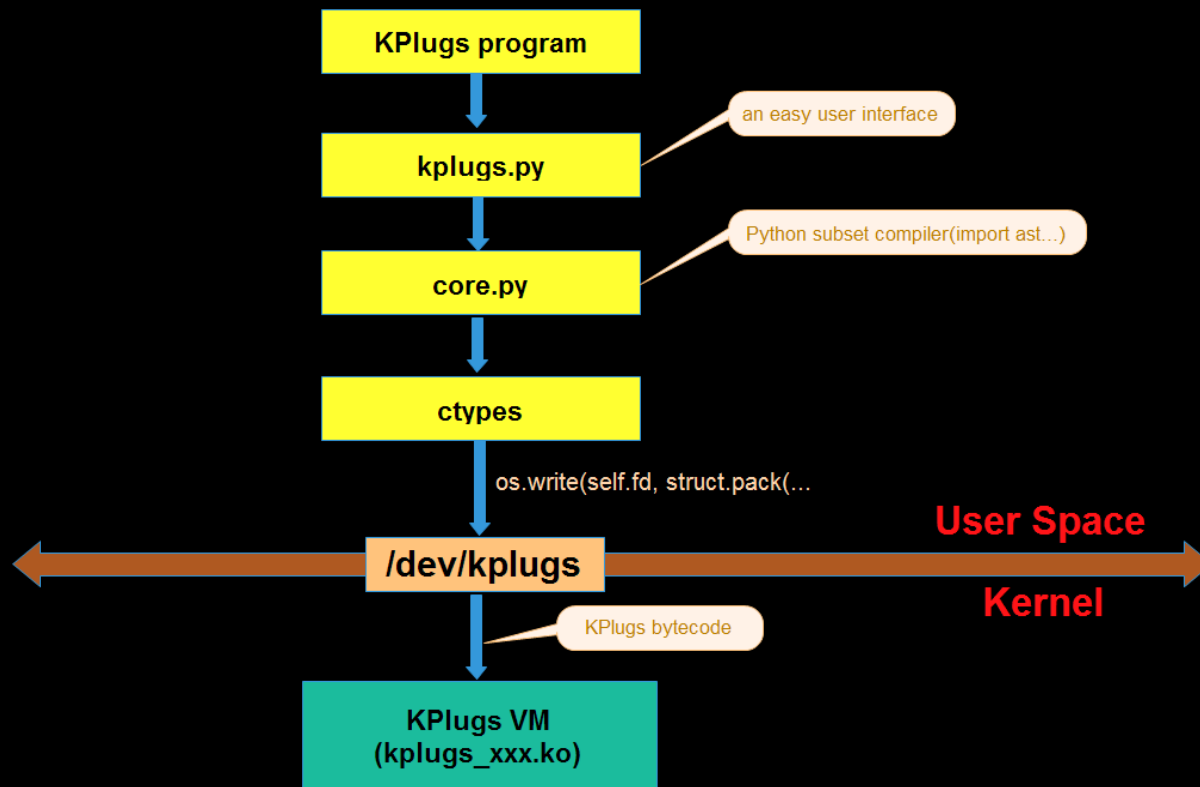 KPlugs program
an easy user interface
kplugs.py
Python subset compiler(import ast...)
core.py
ctypes
os.write(self.fd, struct.pack(...
User Space
/dev/kplugs
Kernel
KPlugs bytecode
KPlugs VM
(kplugs_xxx.ko)